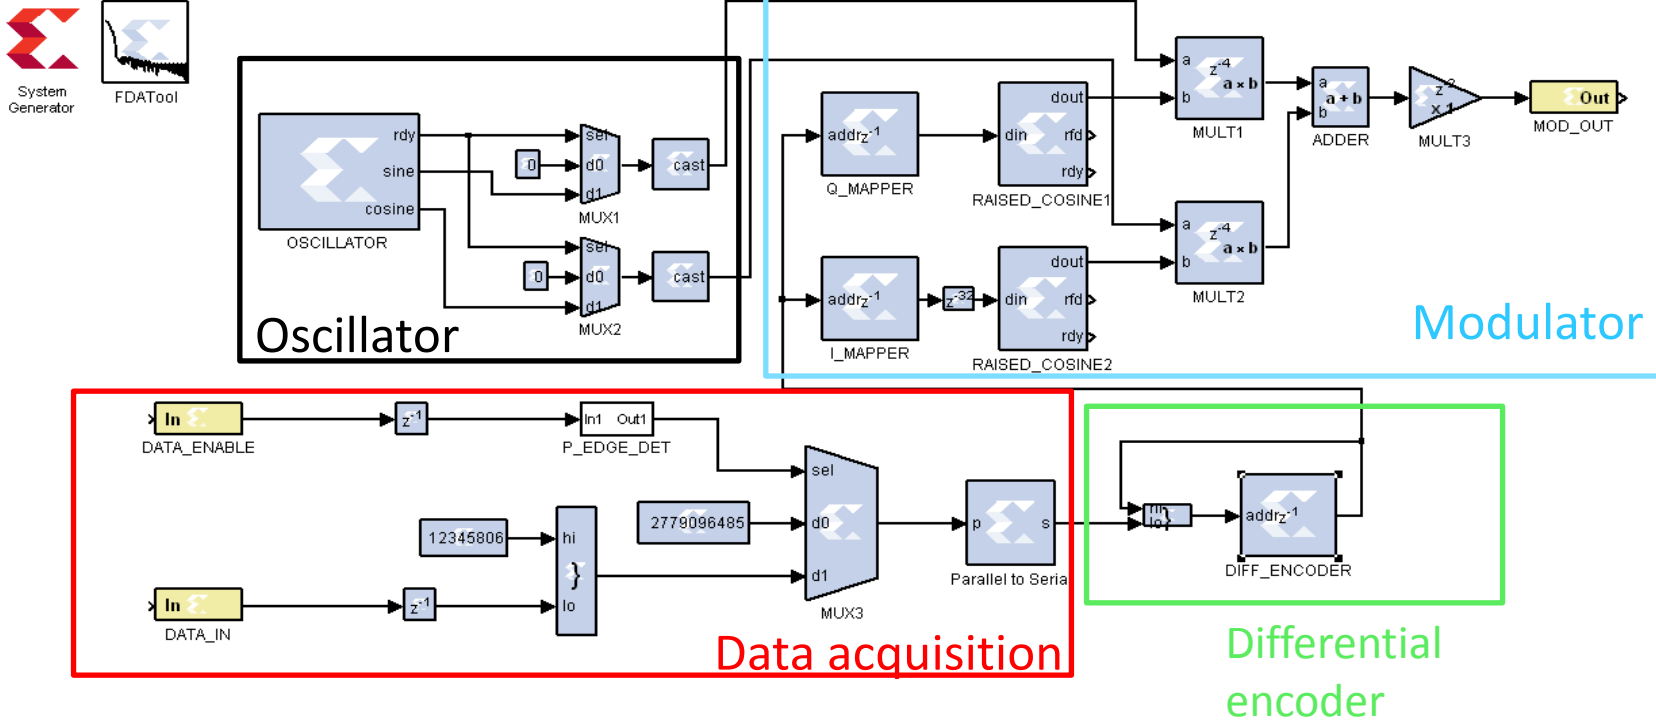 System
Generator
FDATool
OSCILLATOR
rdy
sine
cosine
0
sel
d0
d1
MUX1
cast
0
sel
d0
d1
MUX2
cast
Oscillator
addrz-1
Q_MAPPER
din
dout
rfd
rdy
RAISED_COSINE1
addrz-1
I_MAPPER
z-32
din
dout
rfd
rdy
RAISED_COSINE2
a
b
z-4
a × b
MULT1
a
b
z-4
a × b
MULT2
a
b
a + b
ADDER
z-2
x 1
MULT3
Out
MOD_OUT
Modulator
In
DATA_ENABLE
z-1
In1 Out1
P_EDGE_DET
12345806
2779096485
hi
}
lo
In
DATA_IN
z-1
sel
d0
d1
MUX3
p s
Parallel to Seria
Data acquisition
hi
lo
}
addrz-1
DIFF_ENCODER
Differential
encoder